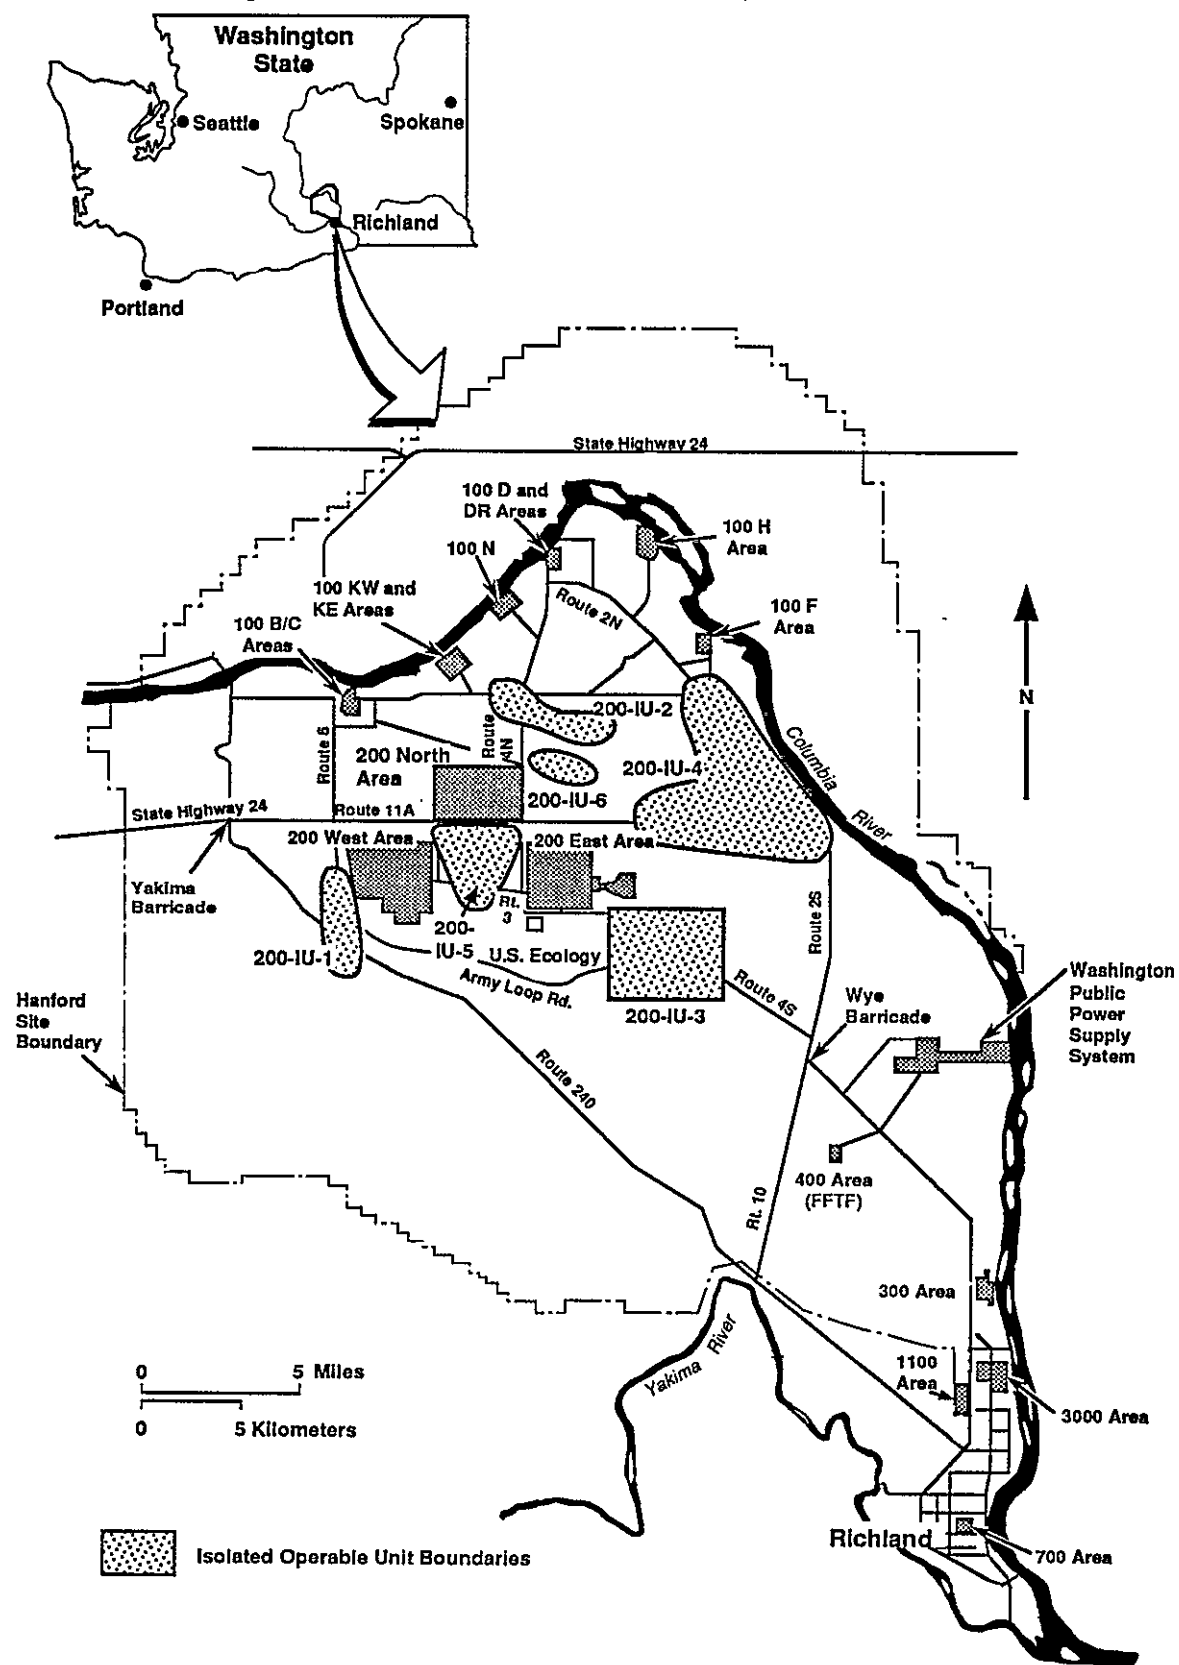 Washington
State
Seattle
Spokane
Richland
Portland
State Highway 24
100 D and
DR Areas
100 H
Area
100 N
100 KW and
KE Areas
Route 2N
100 F
Area
100 B/C
Areas
N
200-IU-2
Route 6
Route
4N
200 North
Area
200-IU-4
Columbia
River
200-IU-6
State Highway 24
Route 11A
200 West Area
200 East Area
Yakima
Barricade
Rt.
3
Route 2S
200-
IU-5
U.S. Ecology
200-IU-1
Army Loop Rd.
Route 4S
Washington
Public
Power
Supply
System
Hanford
Site
Boundary
Wye
Barricade
200-IU-3
Route 240
400 Area
(FFTF)
Rt. 10
300 Area
Yakima River
1100
Area
0 5 Miles
0 5 Kilometers
3000 Area
Richland
700 Area
Isolated Operable Unit Boundaries